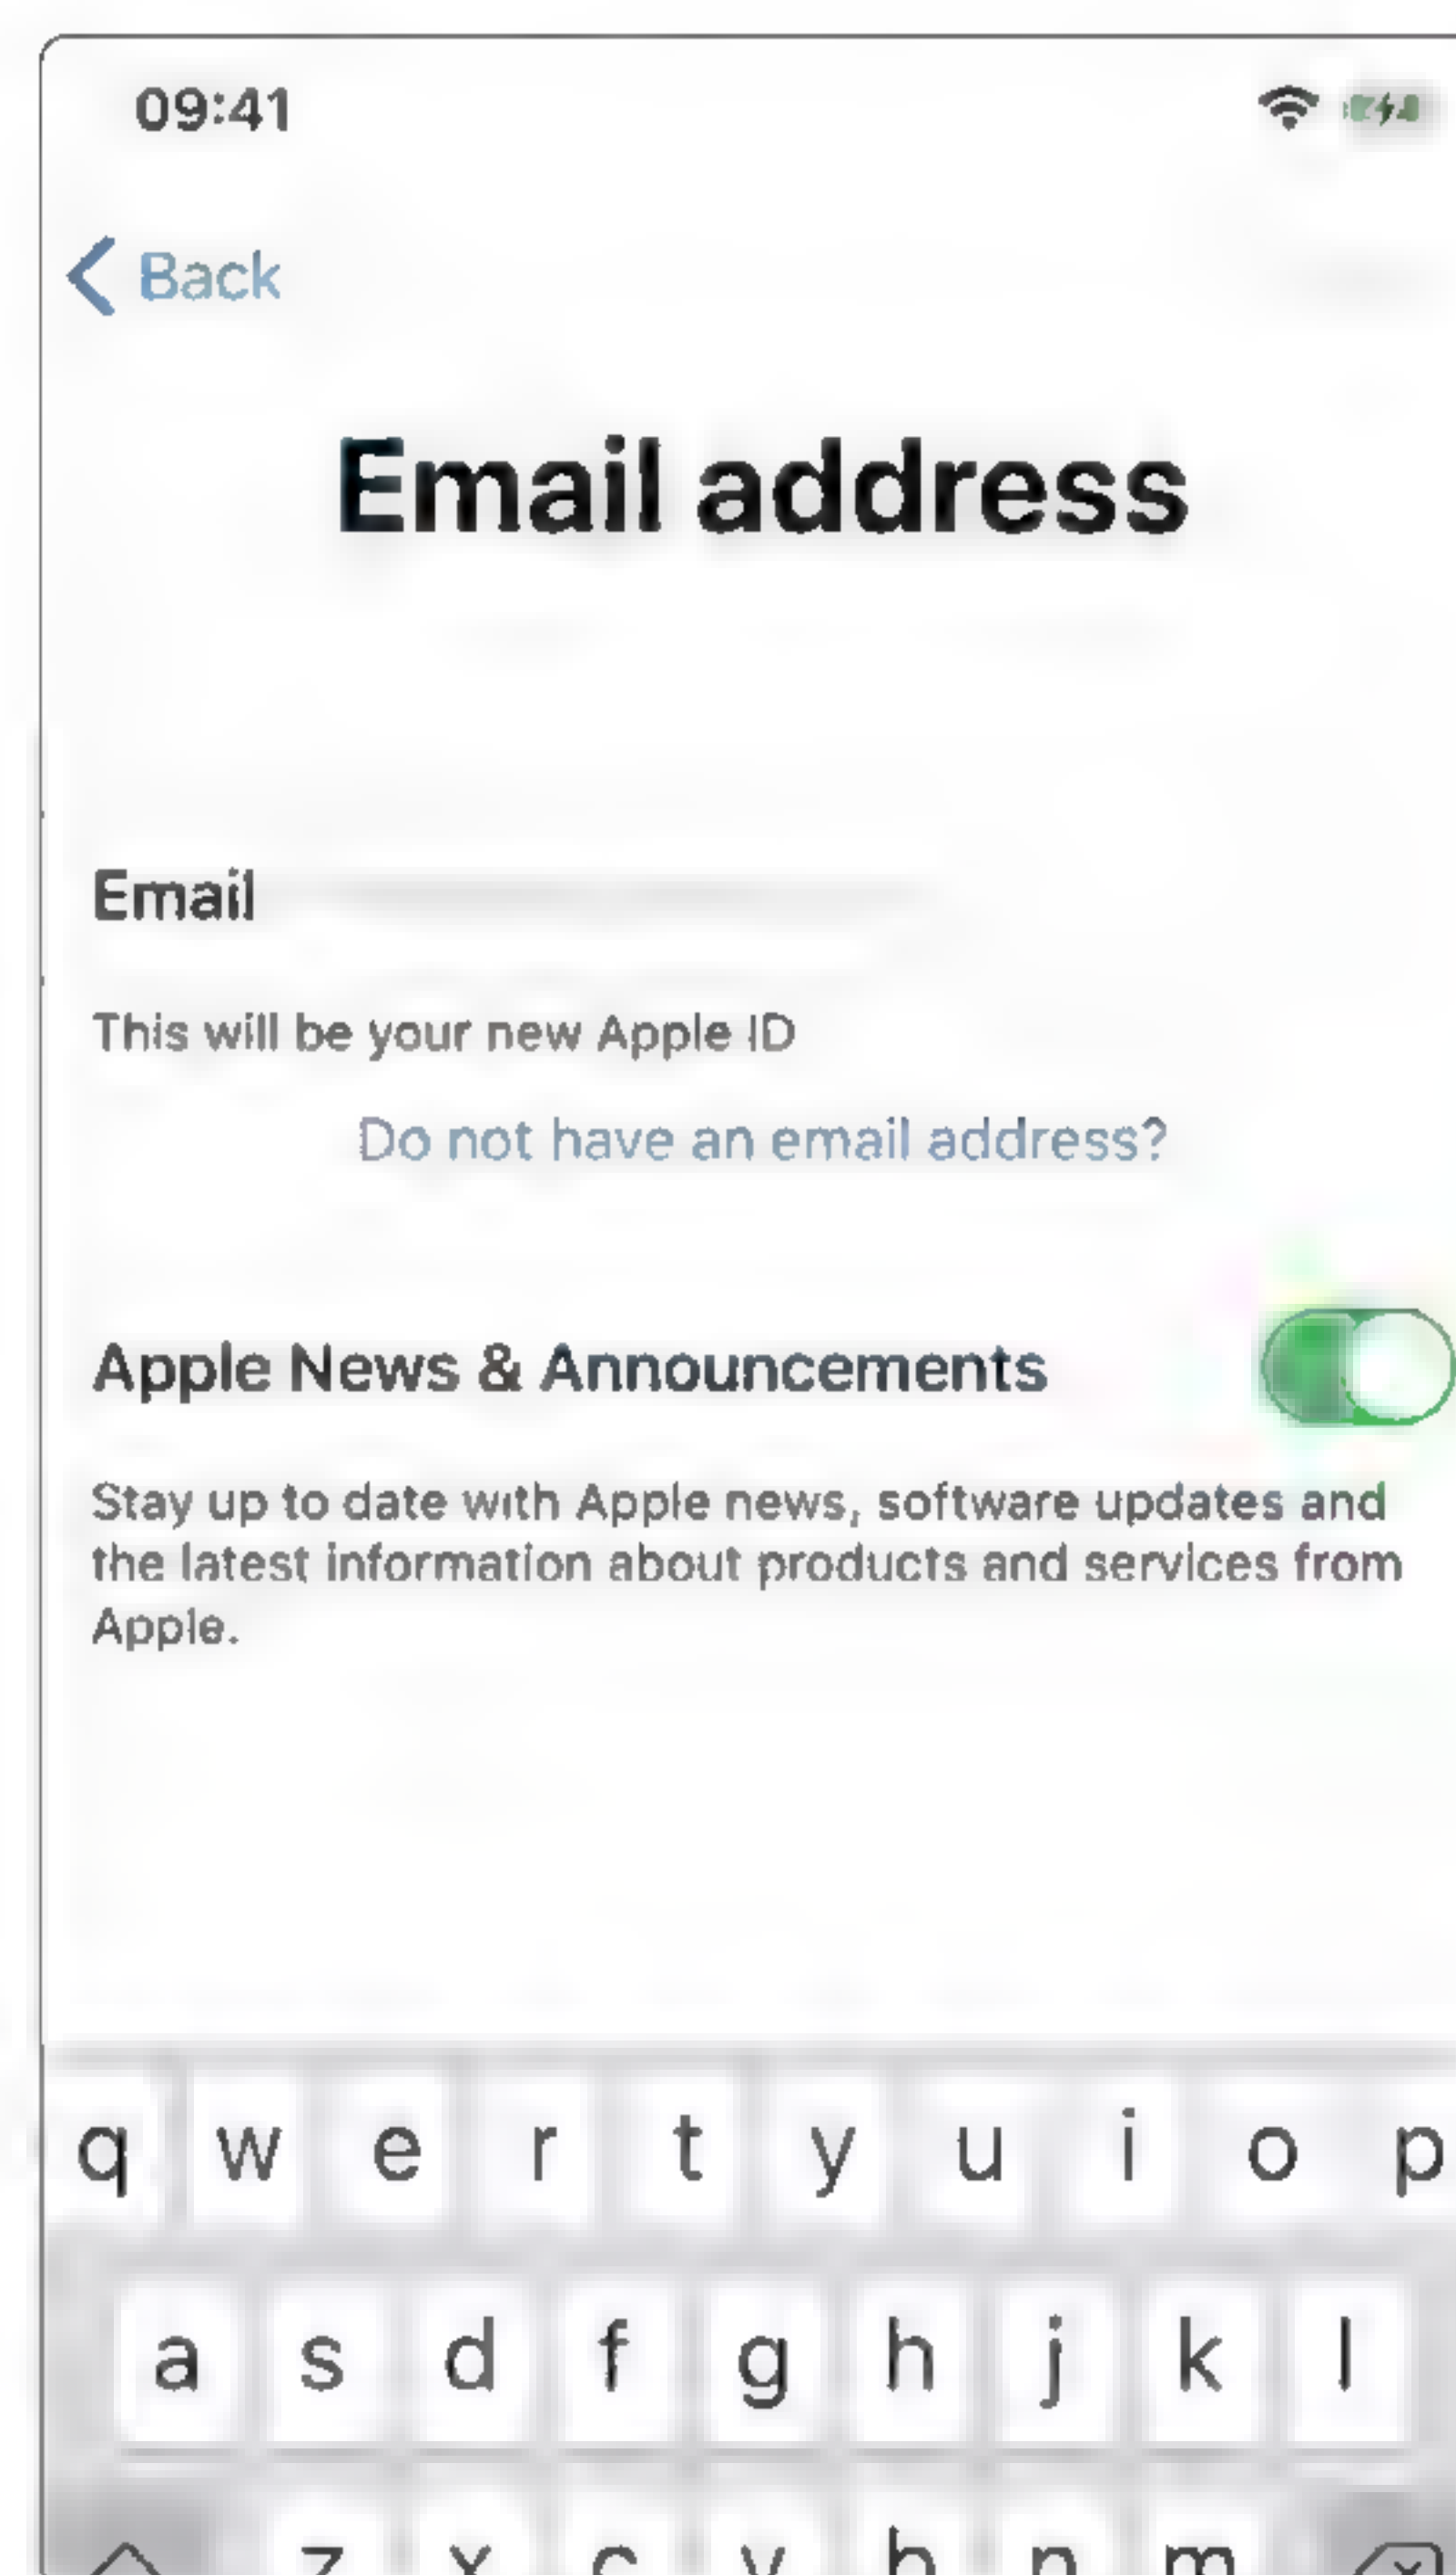 09:41
Back
Email address
Email
This will be your new Apple ID
Do not have an email address?
Apple News & Announcements
Stay up to date with Apple news, software updates and
the latest information about products and services from
Apple.
q w e r t y u i o p
a s d f g h j k l
z x c v b n m